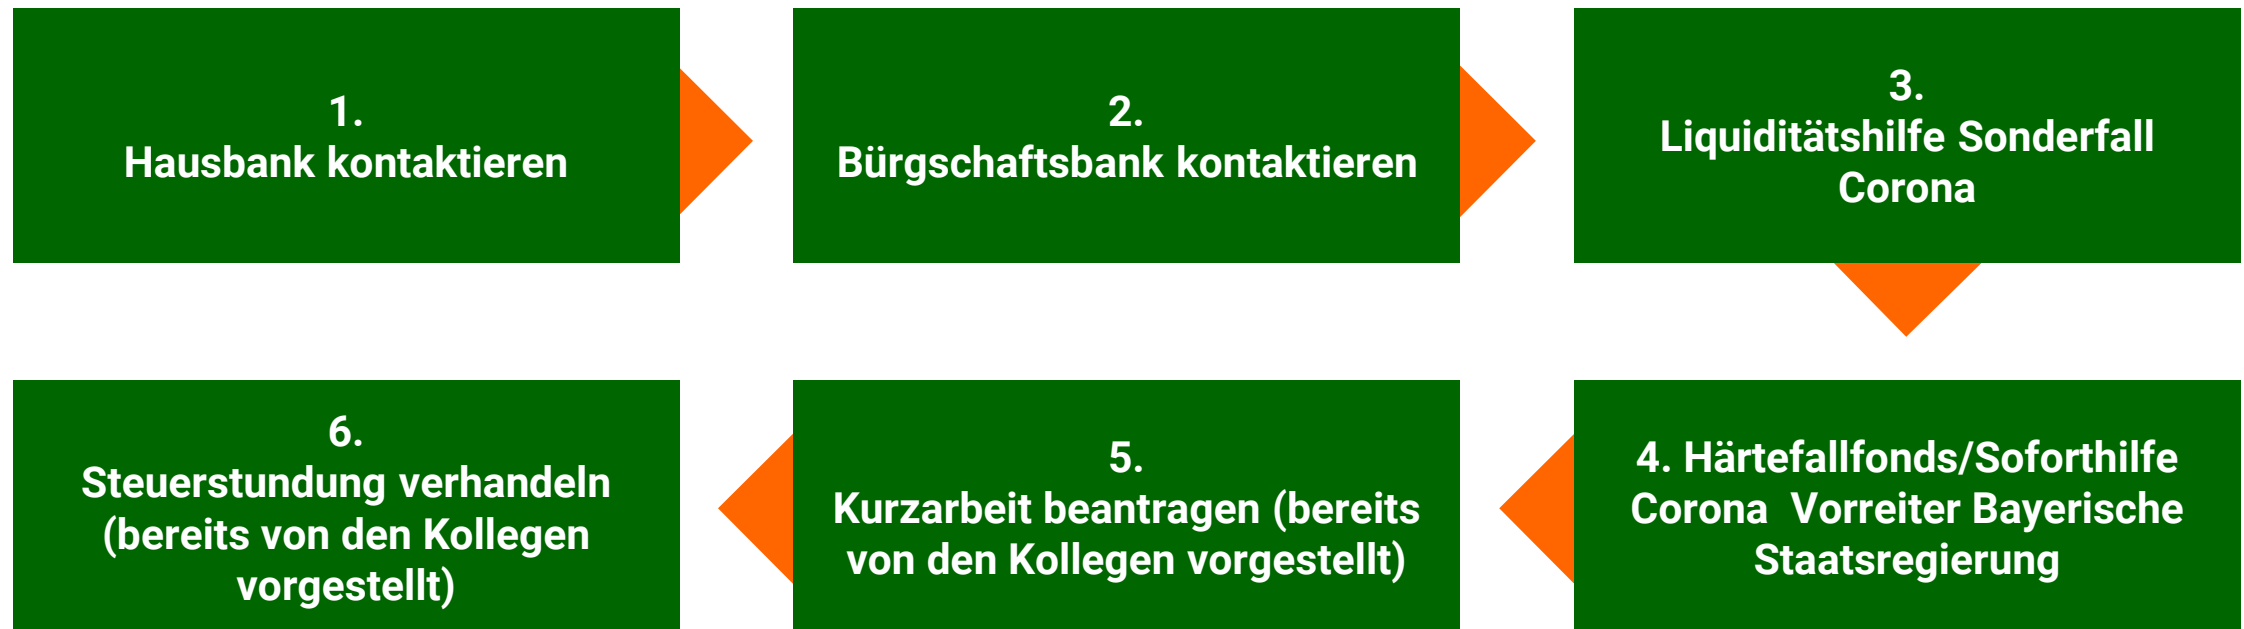 1.
Hausbank kontaktieren
2.
Bürgschaftsbank kontaktieren
3.
Liquiditätshilfe Sonderfall
Corona
4. Härtefallfonds/Soforthilfe
Corona  Vorreiter Bayerische
Staatsregierung
5.
Kurzarbeit beantragen (bereits
von den Kollegen vorgestellt)
6.
Steuerstundung verhandeln
(bereits von den Kollegen
vorgestellt)